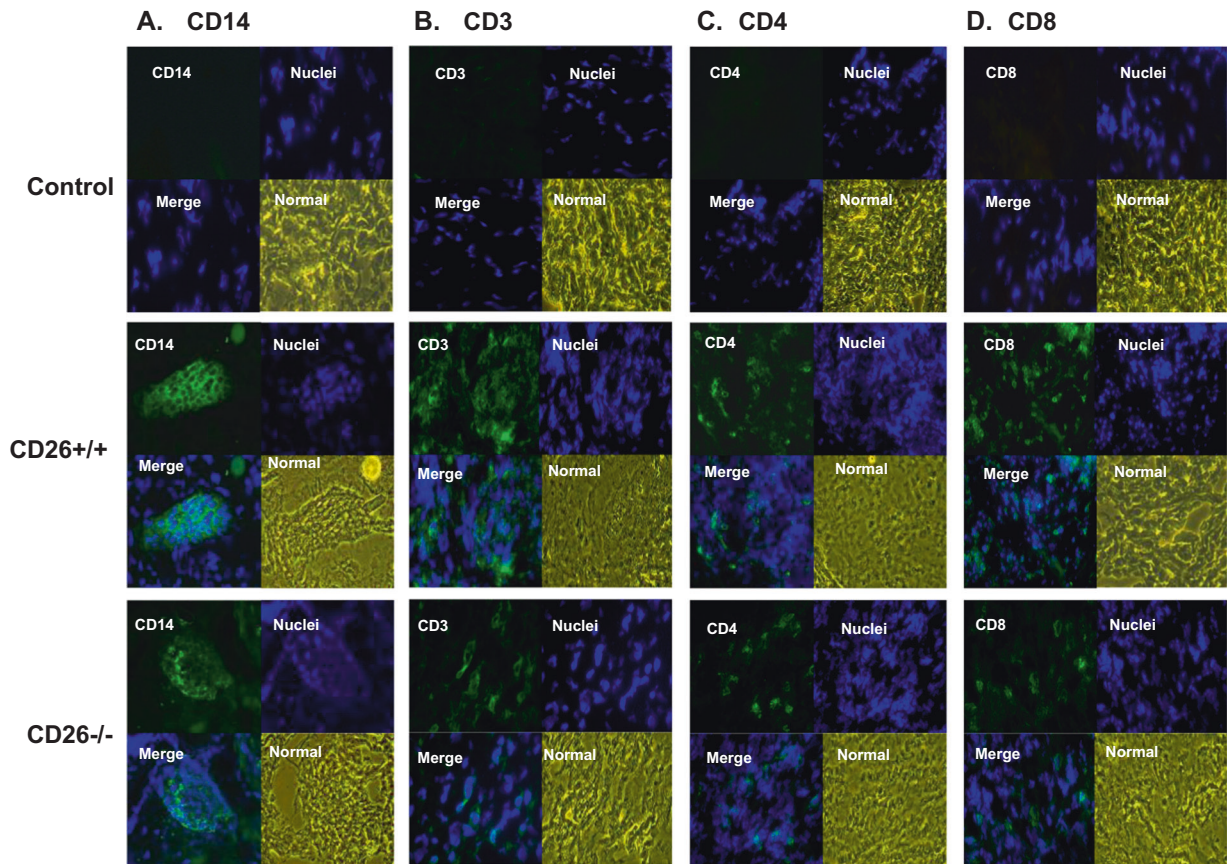 A. CD14
B. CD3
C. CD4
D. CD8
Control
CD14 Nuclei
Merge Normal
CD3 Nuclei
Merge Normal
CD4 Nuclei
Merge Normal
CD8 Nuclei
Merge Normal
CD26+/+
CD14 Nuclei
Merge Normal
CD3 Nuclei
Merge Normal
CD4 Nuclei
Merge Normal
CD8 Nuclei
Merge Normal
CD26-/-
CD14 Nuclei
Merge Normal
CD3 Nuclei
Merge Normal
CD4 Nuclei
Merge Normal
CD8 Nuclei
Merge Normal